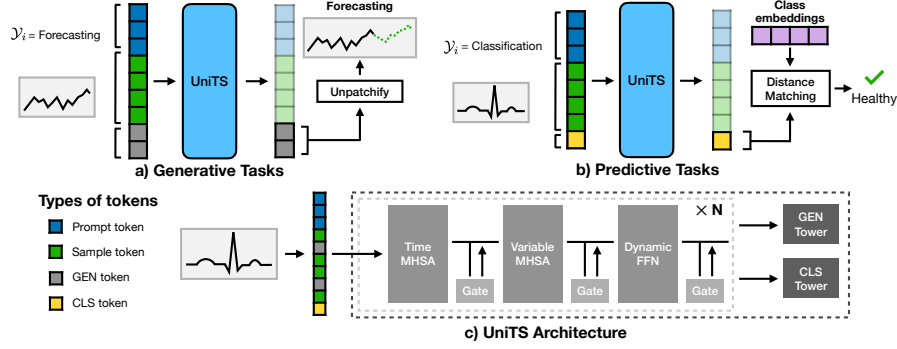 Forecasting
𝒴i = Forecasting
UniTS
Unpatchify
a) Generative Tasks
Class
embeddings
𝒴i = Classification
UniTS
Distance
Matching
Healthy
b) Predictive Tasks
Types of tokens
Prompt token
Sample token
GEN token
CLS token
Time
MHSA
Gate
Variable
MHSA
Gate
Dynamic
FFN
Gate
× N
GEN
Tower
CLS
Tower
c) UniTS Architecture